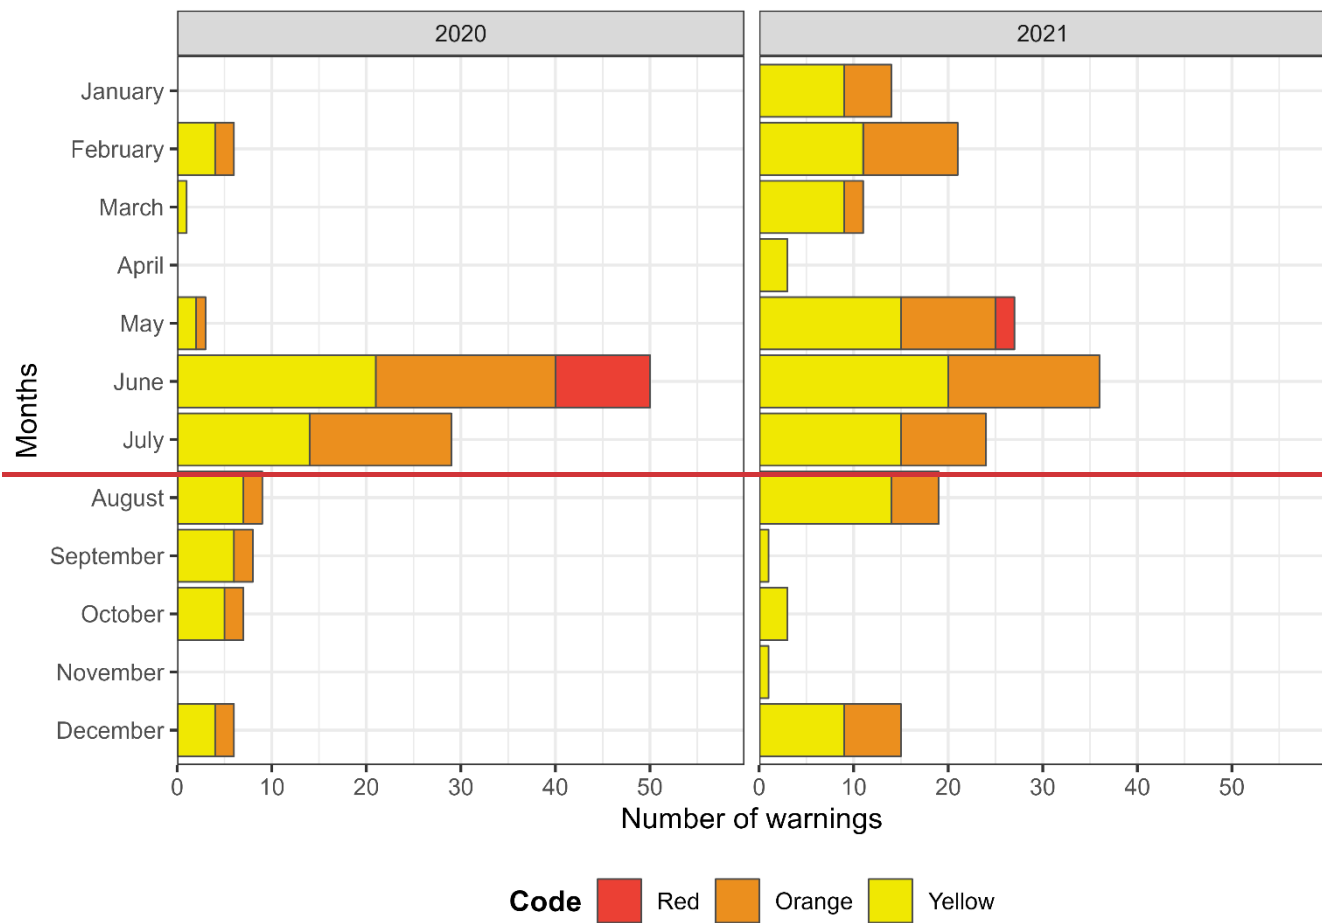 2020 2021
January
February
March
April
May
June
July
August
September
October
November
December
Months
0 10 20 30 40 50 0 10 20 30 40 50
Number of warnings
Code Red Orange Yellow